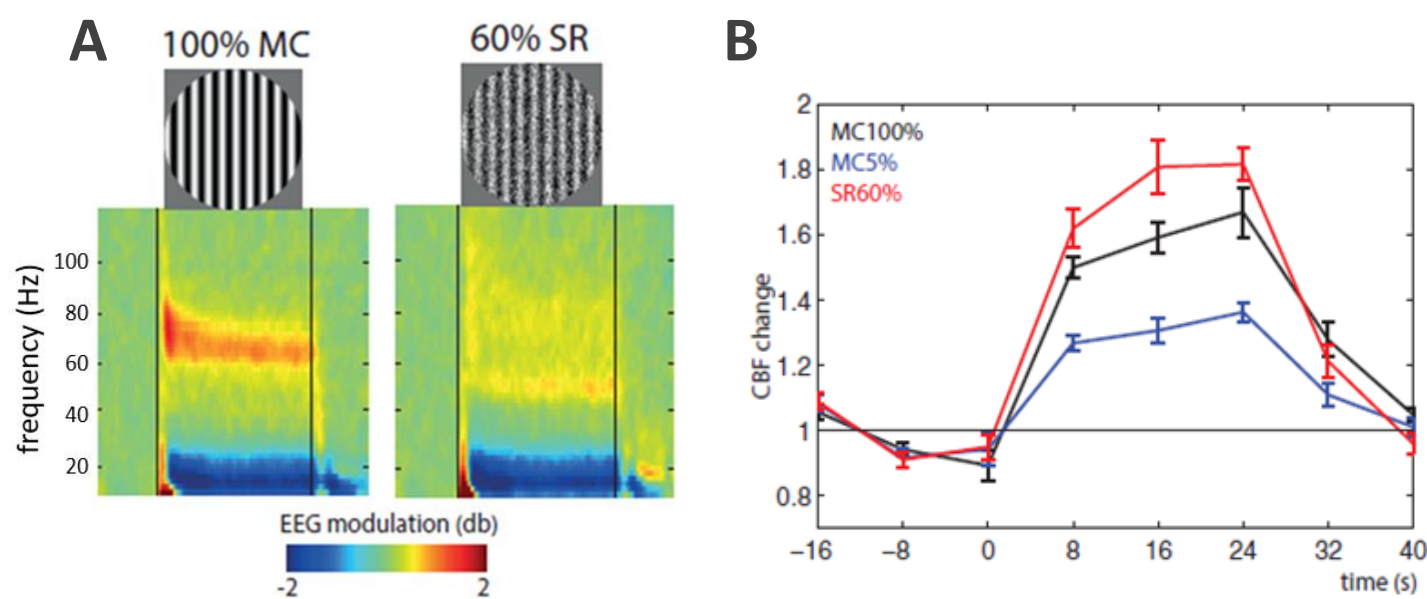 A
100% MC
60% SR
frequency (Hz)
100
80
60
40
20
EEG modulation (db)
-2
2
B
CBF change
2
1.8
1.6
1.4
1.2
1
0.8
MC100%
MC5%
SR60%
−16
−8
0
8
16
24
32
40
time (s)